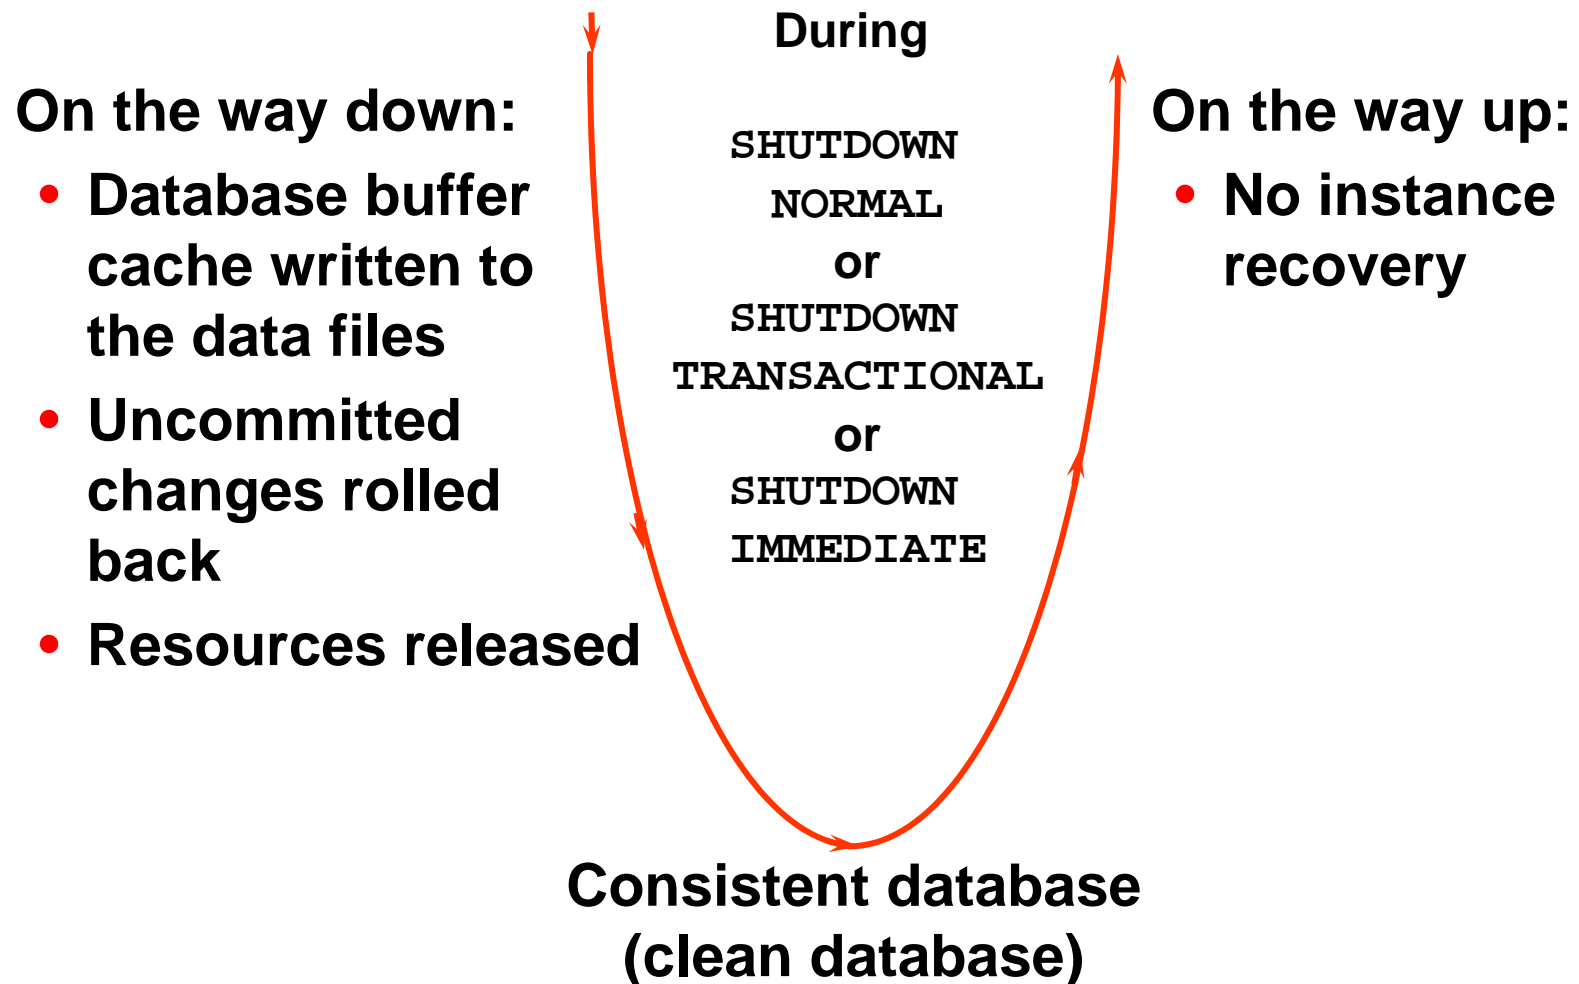 On the way down:
• Database buffer
cache written to
the data files
• Uncommitted
changes rolled
back
• Resources released
During
SHUTDOWN
NORMAL
or
SHUTDOWN
TRANSACTIONAL
or
SHUTDOWN
IMMEDIATE
On the way up:
• No instance
recovery
Consistent database
(clean database)